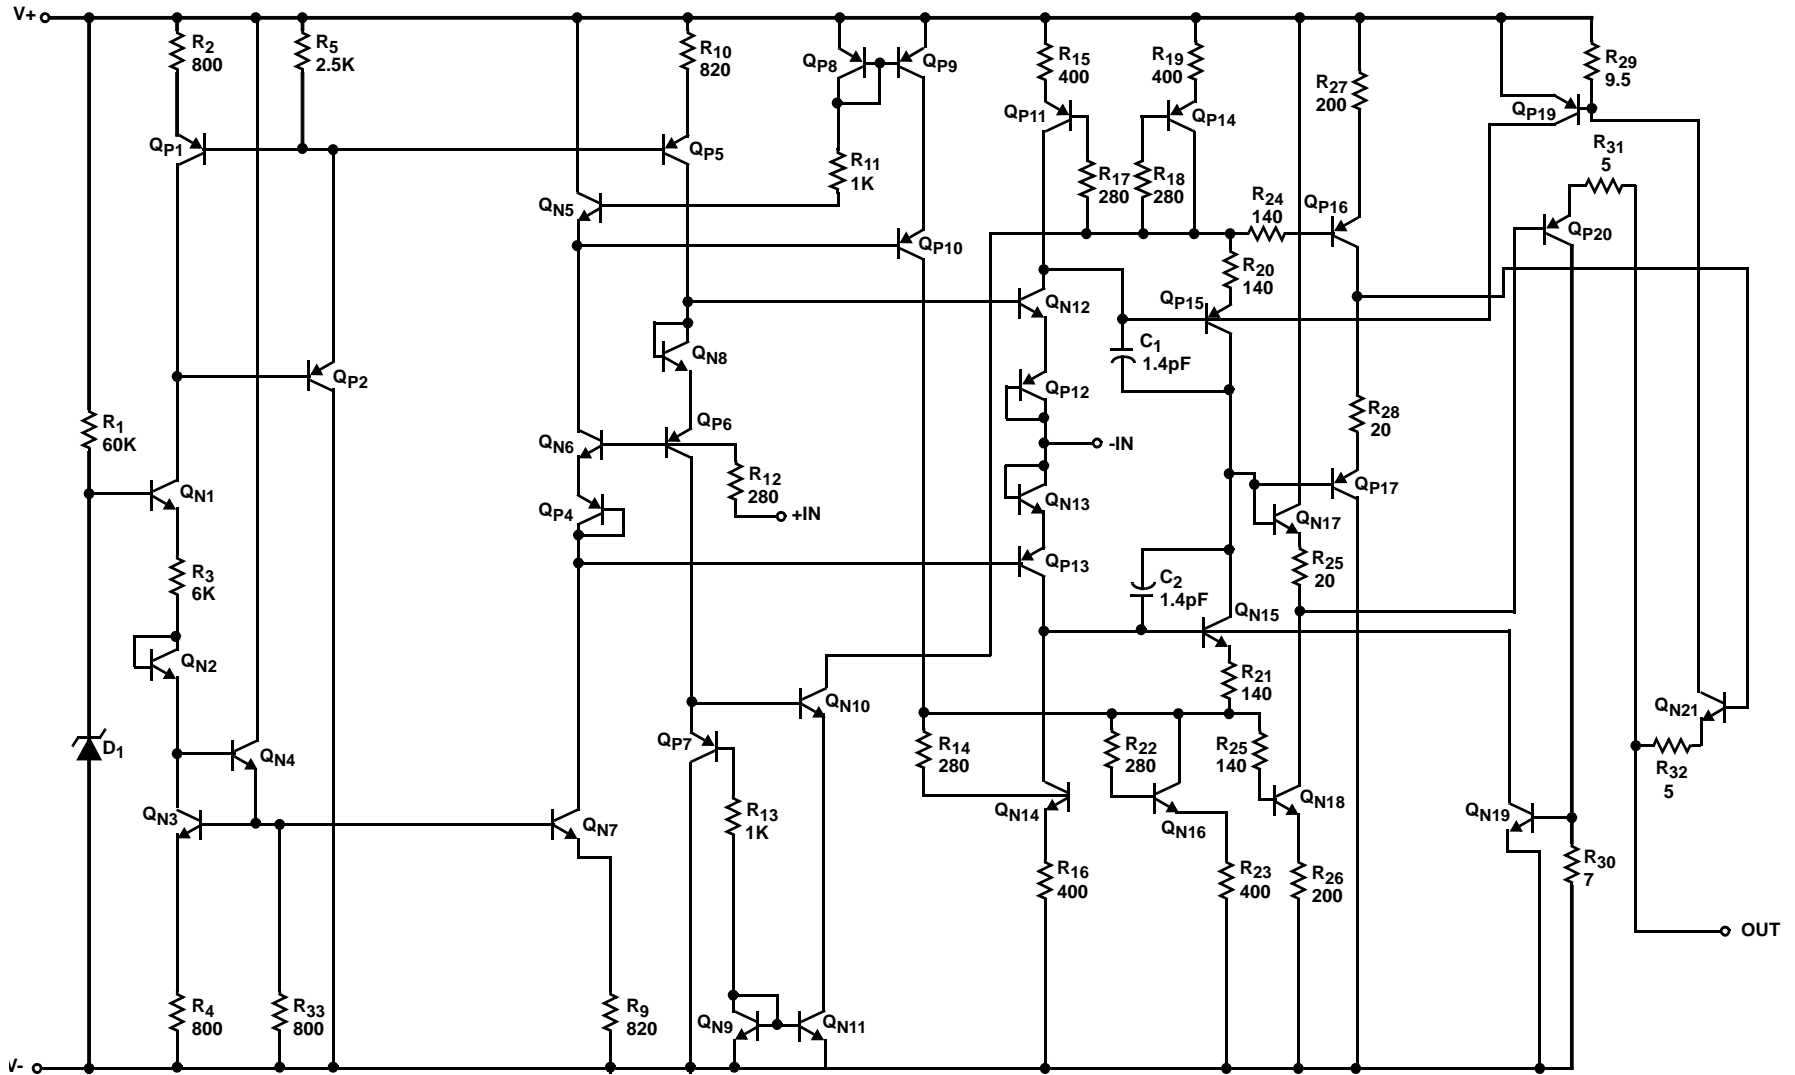 V+
R2
800
R5
2.5K
R10
820
QP8
QP9
R15
400
R19
400
R27
200
R29
9.5
QP1
QP5
R11
1K
QP11
QP14
QP19
R31
5
QN5
R17
280
R18
280
R24
140
QP16
QP20
QP10
R20
140
QP15
QN12
C1
1.4pF
QN8
QP2
QP12
R1
60K
QP6
R28
20
QN6
R12
280
-IN
QP17
QN1
QN13
QP4
+IN
QN17
R3
6K
QP13
R25
20
C2
1.4pF
QN15
QN2
R21
140
QN10
QN21
D1
QN4
QP7
R14
280
R22
280
R25
140
R32
5
QN3
QN7
R13
1K
QN14
QN16
QN18
QN19
R16
400
R23
400
R26
200
R30
7
OUT
R4
800
R33
800
R9
820
QN9
QN11
V-